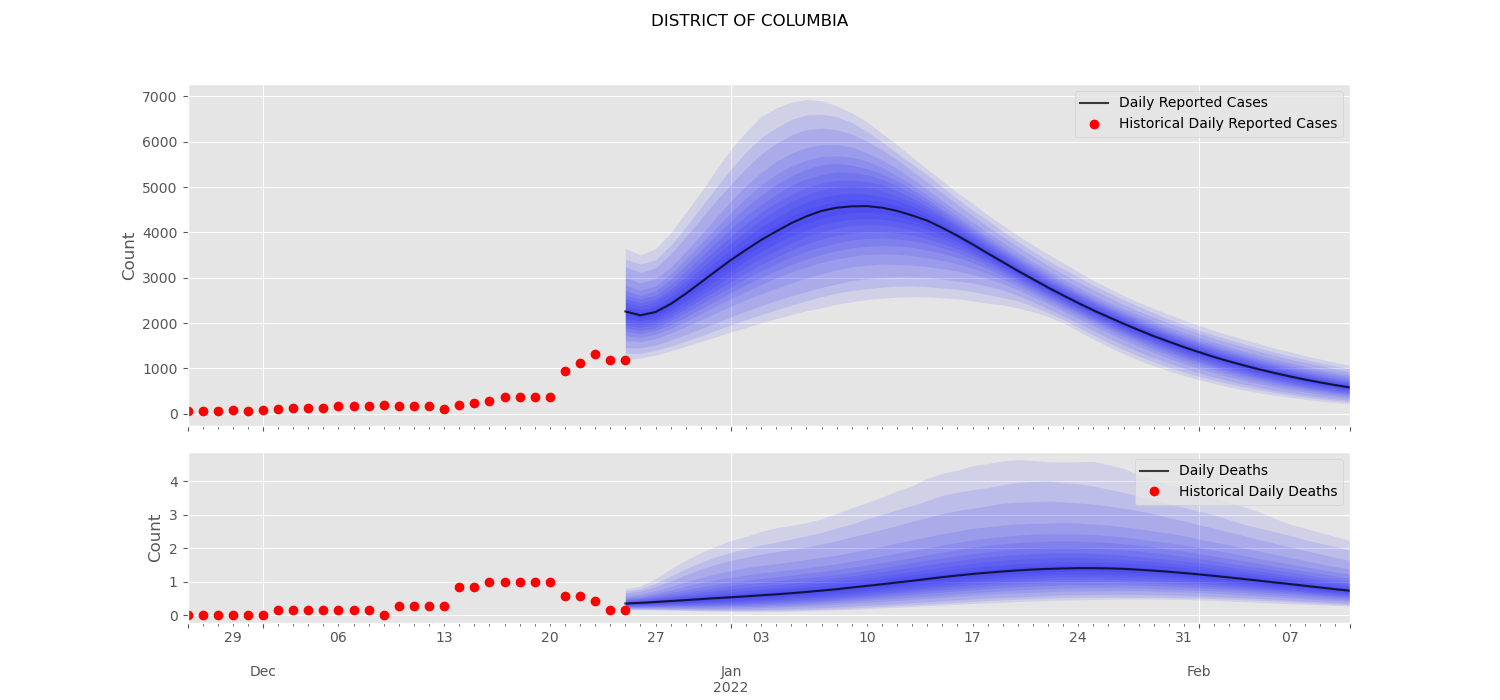 DISTRICT OF COLUMBIA
7000
6000
5000
4000
3000
2000
1000
0
Count
Daily Reported Cases
Historical Daily Reported Cases
4
3
2
1
0
Count
Daily Deaths
Historical Daily Deaths
29 06 13 20 27 03 10 17 24 31 07
Dec Jan Feb
2022